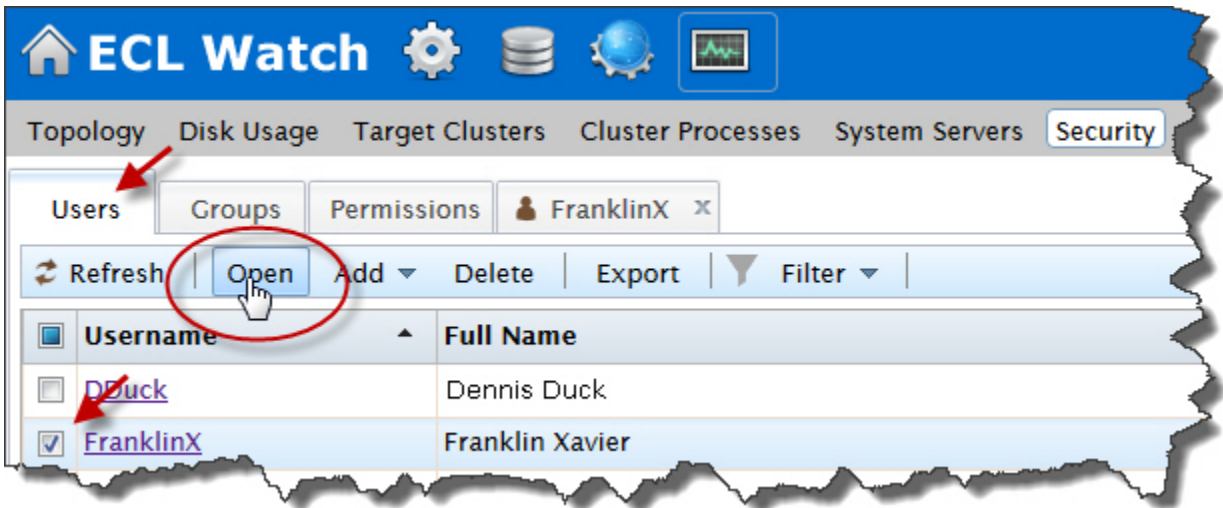 ECL Watch
Topology Disk Usage Target Clusters Cluster Processes System Servers Security
Users Groups Permissions FranklinX x
Refresh Open Add Delete Export Filter
Username Full Name
DDuck Dennis Duck
FranklinX Franklin Xavier